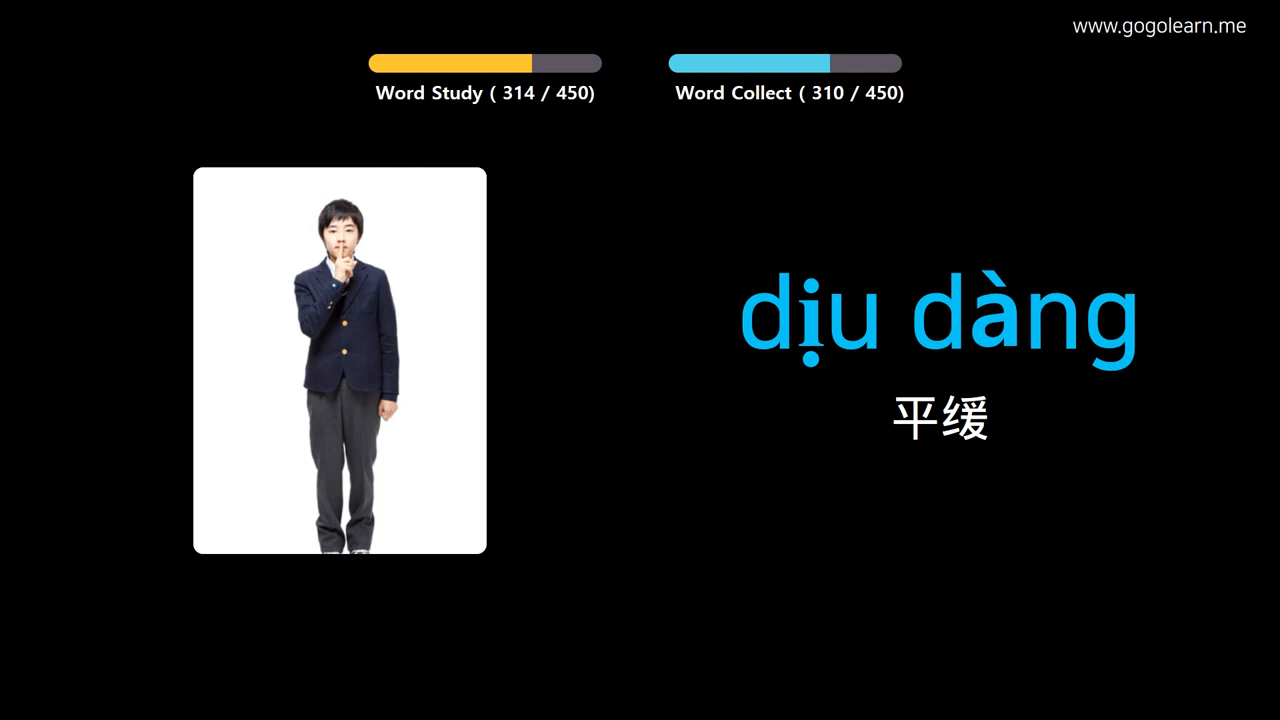 www.gogolearn.me
Word Study ( 314 / 450)
Word Collect ( 310 / 450)
dịu dàng
平缓